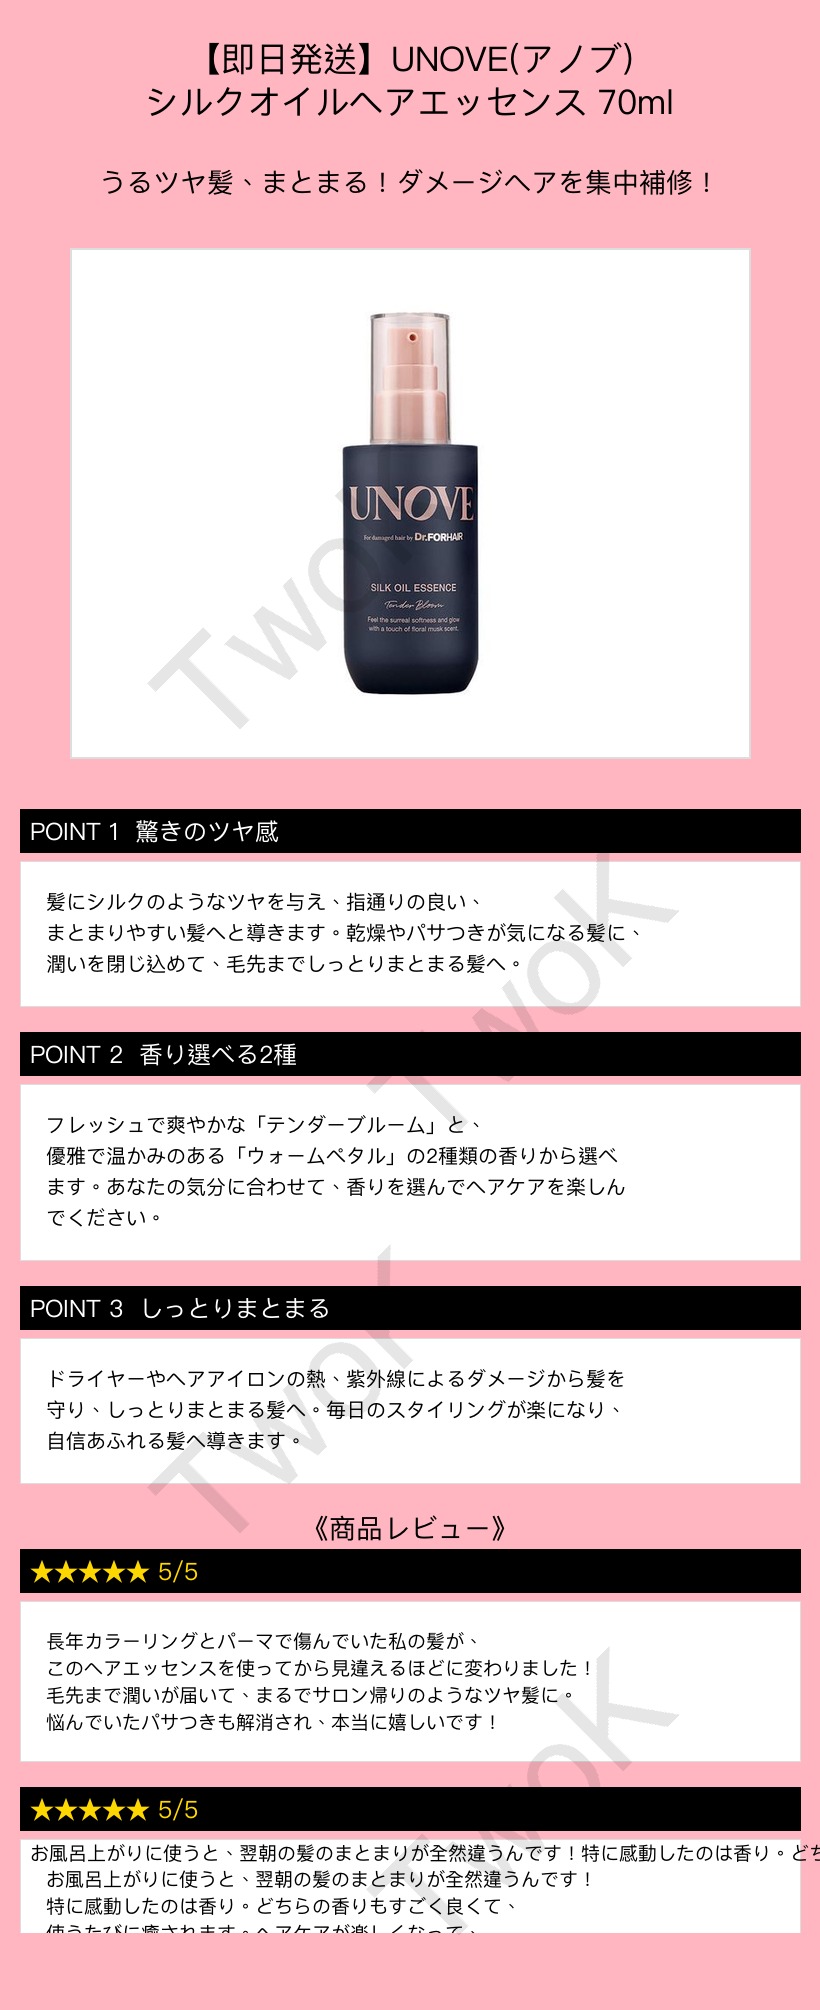 【即日発送】UNOVE(アノブ)
シルクオイルヘアエッセンス 70ml
うるツヤ髪、まとまる！ダメージヘアを集中補修！
UNOVE
For damaged hair by Dr.FORHAIR
SILK OIL ESSENCE
Tender Bloom
Feel the surreal softness and glow
with a touch of floral musk scent.
TwoK
POINT 1 驚きのツヤ感
髪にシルクのようなツヤを与え、指通りの良い、
まとまりやすい髪へと導きます。乾燥やパサつきが気になる髪に、
潤いを閉じ込めて、毛先までしっとりまとまる髪へ。
TwoK
POINT 2 香り選べる2種
フレッシュで爽やかな「テンダーブルーム」と、
優雅で温かみのある「ウォームペタル」の2種類の香りから選べ
ます。あなたの気分に合わせて、香りを選んでヘアケアを楽しん
でください。
POINT 3 しっとりまとまる
ドライヤーやヘアアイロンの熱、紫外線によるダメージから髪を
守り、しっとりまとまる髪へ。毎日のスタイリングが楽になり、
自信あふれる髪へ導きます。
TwoK
《商品レビュー》
★★★★★ 5/5
長年カラーリングとパーマで傷んでいた私の髪が、
このヘアエッセンスを使ってから見違えるほどに変わりました！
毛先まで潤いが届いて、まるでサロン帰りのようなツヤ髪に。
悩んでいたパサつきも解消され、本当に嬉しいです！
★★★★★ 5/5
お風呂上がりに使うと、翌朝の髪のまとまりが全然違うんです！特に感動したのは香り。どち
お風呂上がりに使うと、翌朝の髪のまとまりが全然違うんです！
特に感動したのは香り。どちらの香りもすごく良くて、
使うたびに癒されます。ヘアケアが楽しくなって、
TwoK